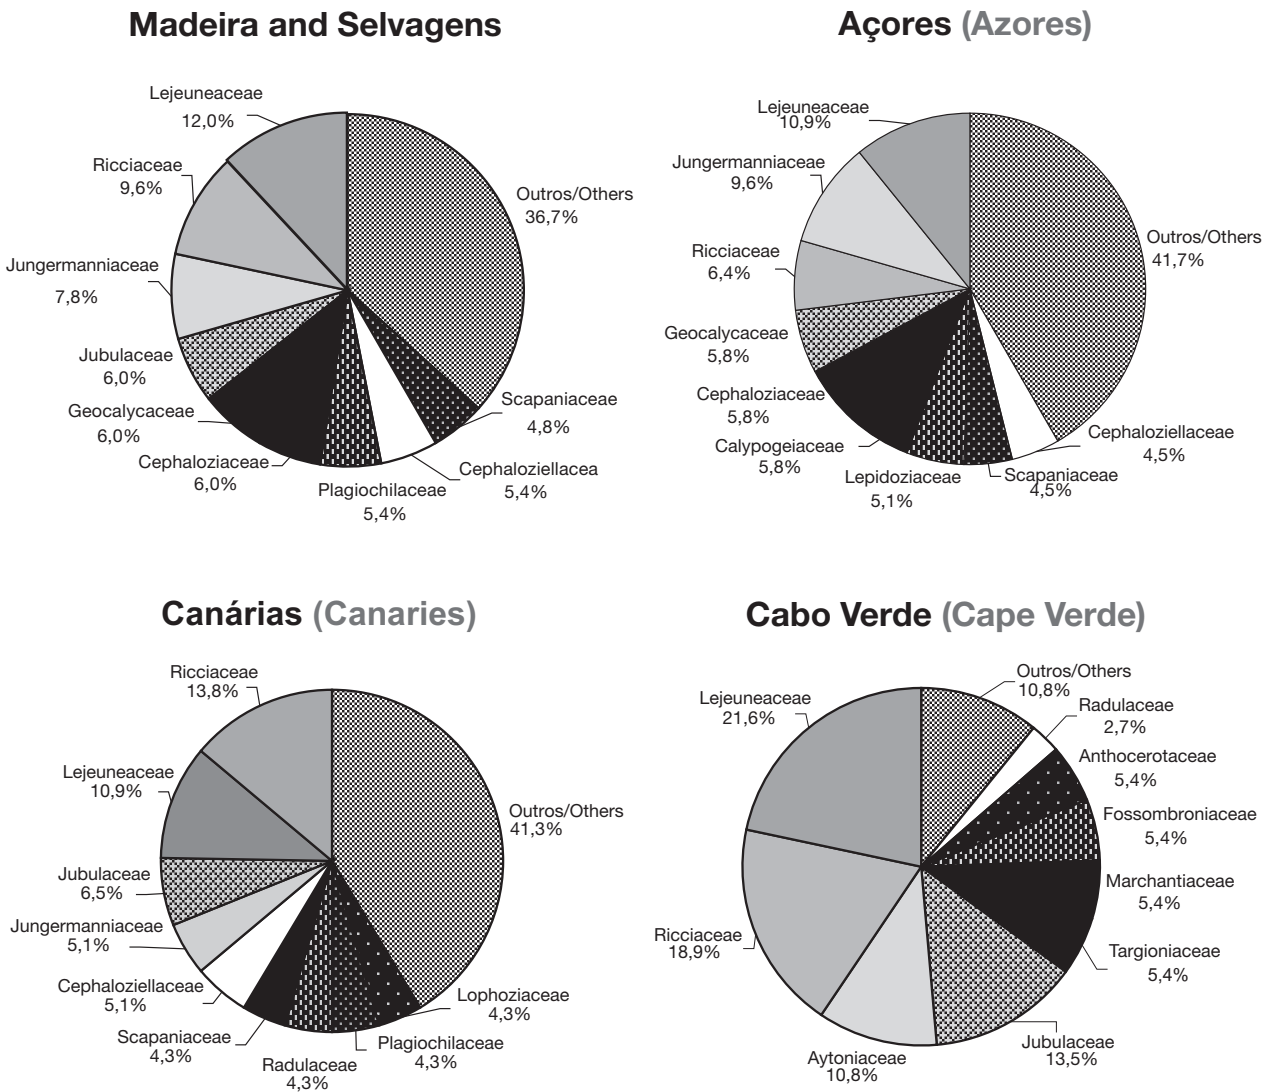 Madeira and Selvagens
Lejeuneaceae
12,0%
Ricciaceae
9,6%
Jungermanniaceae
7,8%
Jubulaceae
6,0%
Geocalycaceae
6,0%
Cephaloziaceae
6,0%
Plagiochilaceae
5,4%
Cephaloziellacea
5,4%
Scapaniaceae
4,8%
Outros/Others
36,7%
Açores (Azores)
Lejeuneaceae
10,9%
Jungermanniaceae
9,6%
Ricciaceae
6,4%
Geocalycaceae
5,8%
Cephaloziaceae
5,8%
Calypogeiaceae
5,8%
Lepidoziaceae
5,1%
Scapaniaceae
4,5%
Cephaloziellaceae
4,5%
Outros/Others
41,7%
Canárias (Canaries)
Ricciaceae
13,8%
Lejeuneaceae
10,9%
Jubulaceae
6,5%
Jungermanniaceae
5,1%
Cephaloziellaceae
5,1%
Scapaniaceae
4,3%
Radulaceae
4,3%
Plagiochilaceae
4,3%
Lophoziaceae
4,3%
Outros/Others
41,3%
Cabo Verde (Cape Verde)
Lejeuneaceae
21,6%
Ricciaceae
18,9%
Aytoniaceae
10,8%
Jubulaceae
13,5%
Targioniaceae
5,4%
Marchantiaceae
5,4%
Fossombroniaceae
5,4%
Anthocerotaceae
5,4%
Radulaceae
2,7%
Outros/Others
10,8%